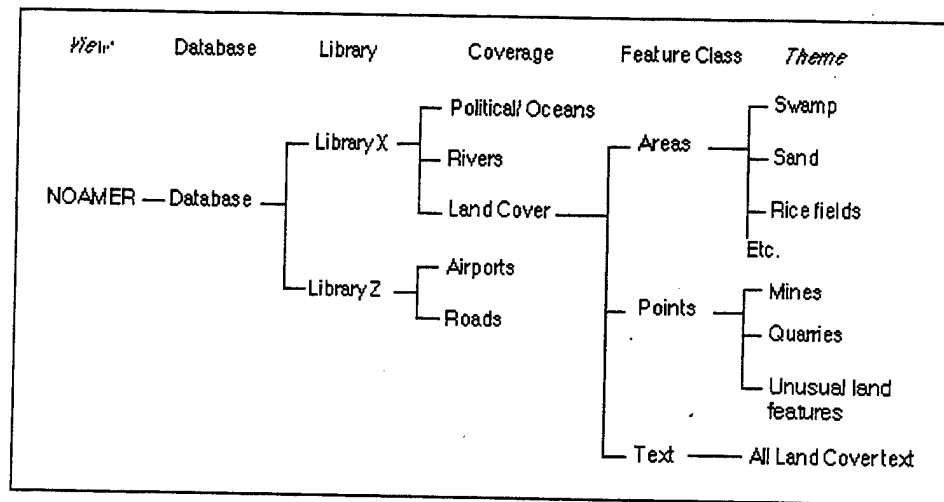 View Database Library Coverage Feature Class Theme
Political/ Oceans
Swamp
Library X
Areas
Rivers
Sand
NOAMER
Database
Land Cover
Rice fields
Etc.
Library Z
Airports
Points
Mines
Roads
Quarries
Unusual land
features
Text
All Land Cover text